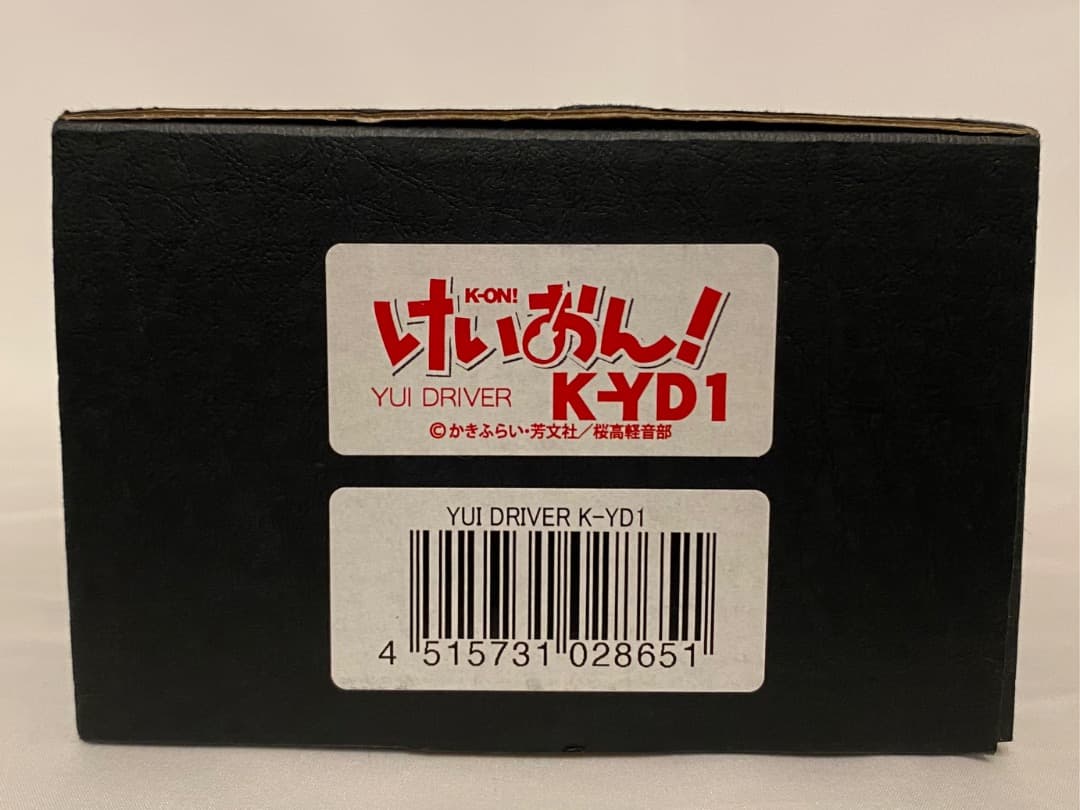 K-ON!
けいおん!
YUI DRIVER K-YD1
©かきふらい・芳文社／桜高軽音部
YUI DRIVER K-YD1
4 515731 028651